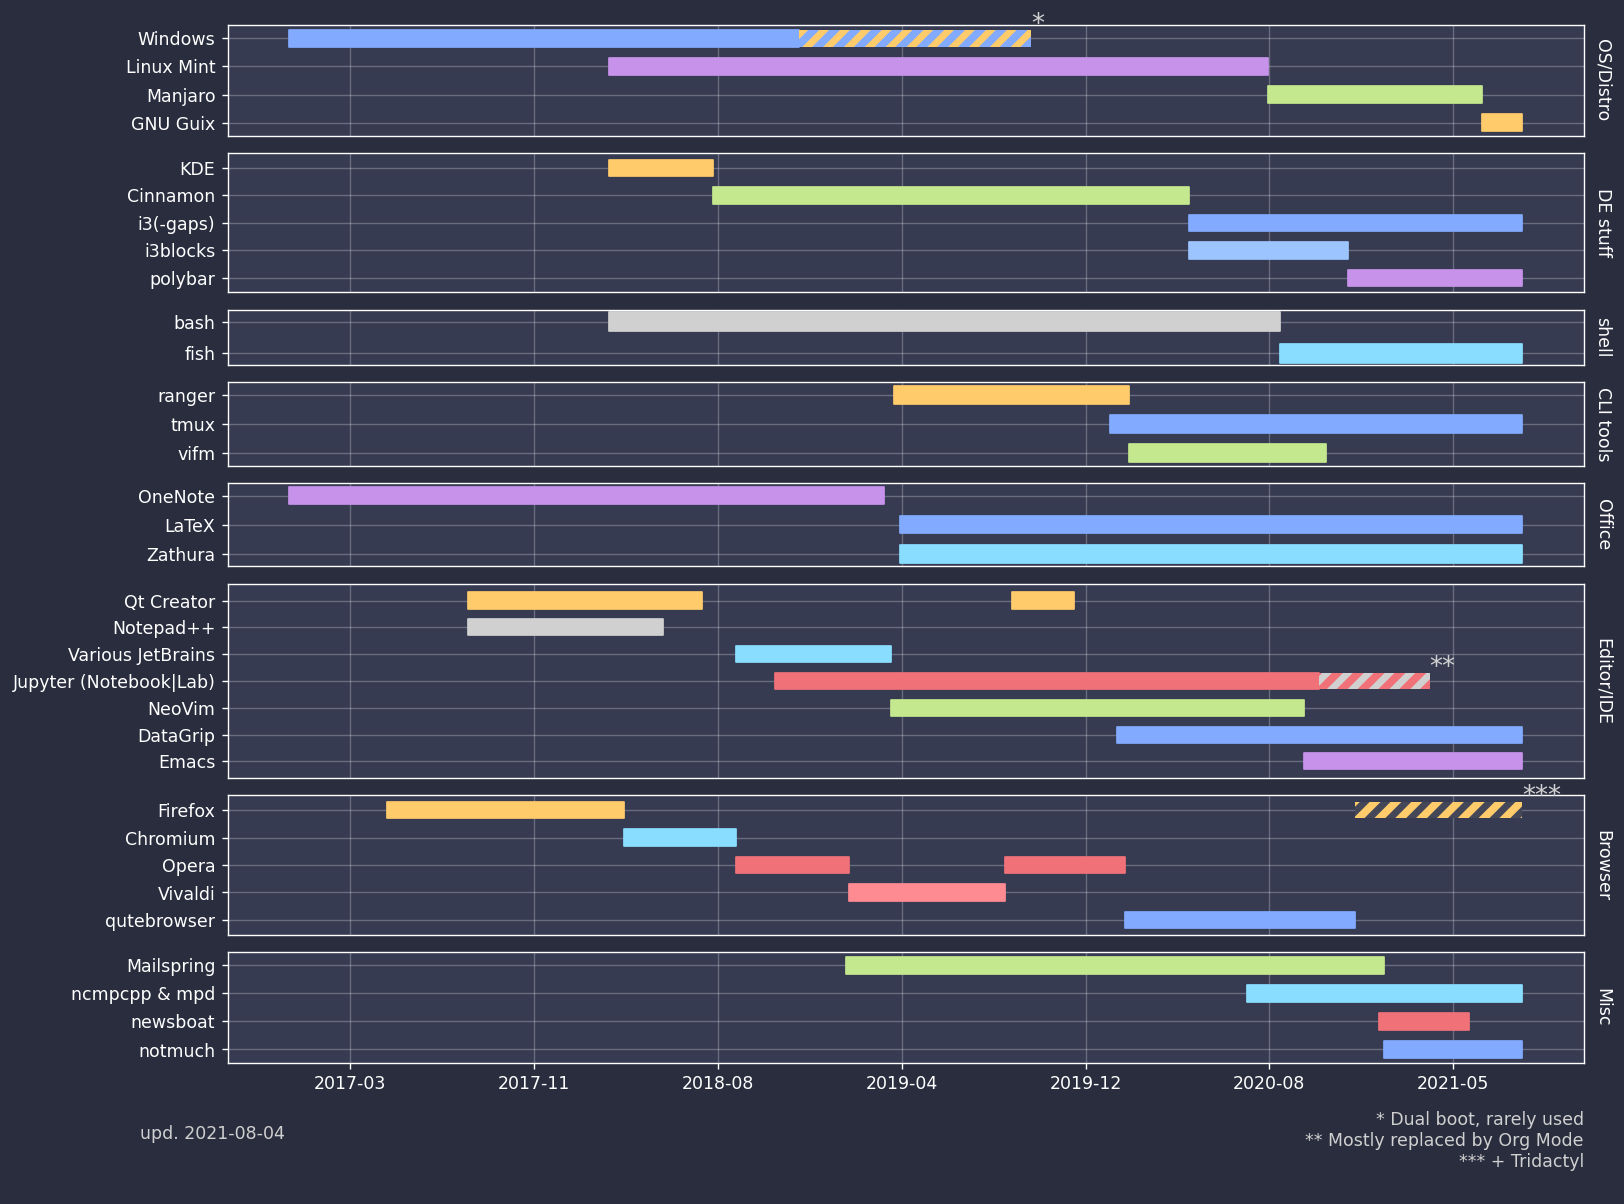 *
Windows
Linux Mint
Manjaro
GNU Guix
OS/Distro
KDE
Cinnamon
i3(-gaps)
i3blocks
polybar
DE stuff
bash
fish
shell
ranger
tmux
vifm
CLI tools
OneNote
LaTeX
Zathura
Office
Qt Creator
Notepad++
Various JetBrains
**
Jupyter (Notebook|Lab)
NeoVim
DataGrip
Emacs
Editor/IDE
***
Firefox
Chromium
Opera
Vivaldi
qutebrowser
Browser
Mailspring
ncmpcpp & mpd
newsboat
notmuch
Misc
2017-03 2017-11 2018-08 2019-04 2019-12 2020-08 2021-05
upd. 2021-08-04
* Dual boot, rarely used
** Mostly replaced by Org Mode
*** + Tridactyl